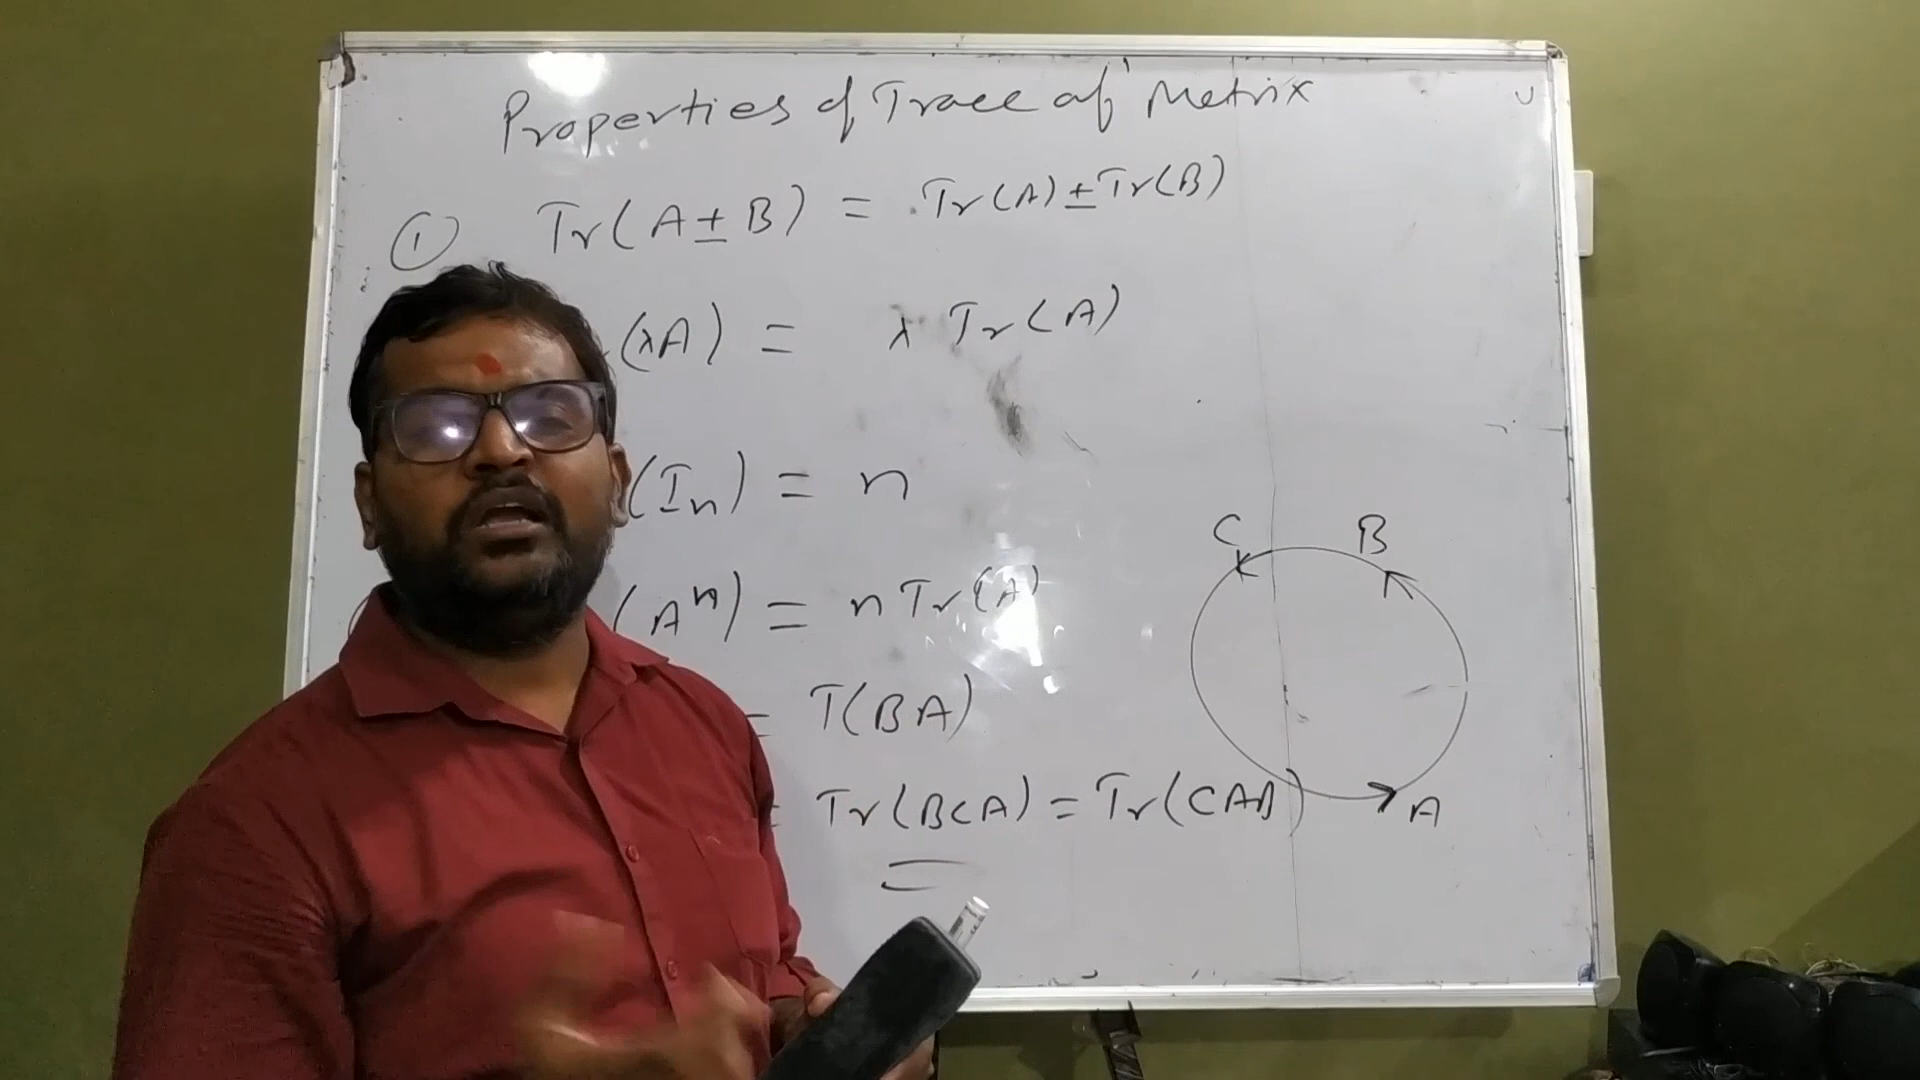 Properties of Trace of Metrix
① Tr(A±B) = Tr(A)±Tr(B)
(λA) = λ Tr(A)
(Iₙ) = n
(Aⁿ) = n Tr(A)
= T(BA)
= Tr(BCA) = Tr(CAB)
C B
A